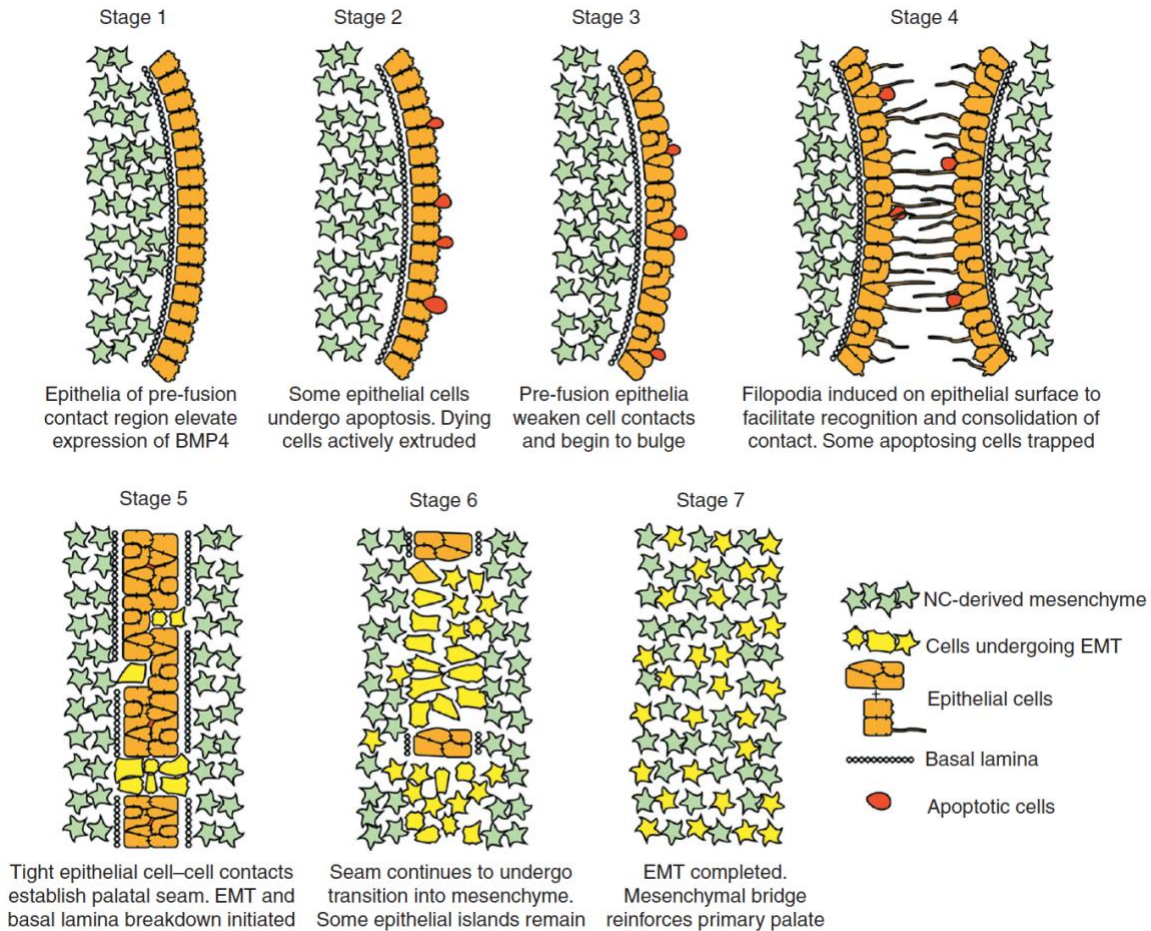 Stage 1
Stage 2
Stage 3
Stage 4
Epithelia of pre-fusion
contact region elevate
expression of BMP4
Some epithelial cells
undergo apoptosis. Dying
cells actively extruded
Pre-fusion epithelia
weaken cell contacts
and begin to bulge
Filopodia induced on epithelial surface to
facilitate recognition and consolidation of
contact. Some apoptosing cells trapped
Stage 5
Stage 6
Stage 7
NC-derived mesenchyme
Cells undergoing EMT
Epithelial cells
Basal lamina
Apoptotic cells
Tight epithelial cell–cell contacts
establish palatal seam. EMT and
basal lamina breakdown initiated
Seam continues to undergo
transition into mesenchyme.
Some epithelial islands remain
EMT completed.
Mesenchymal bridge
reinforces primary palate